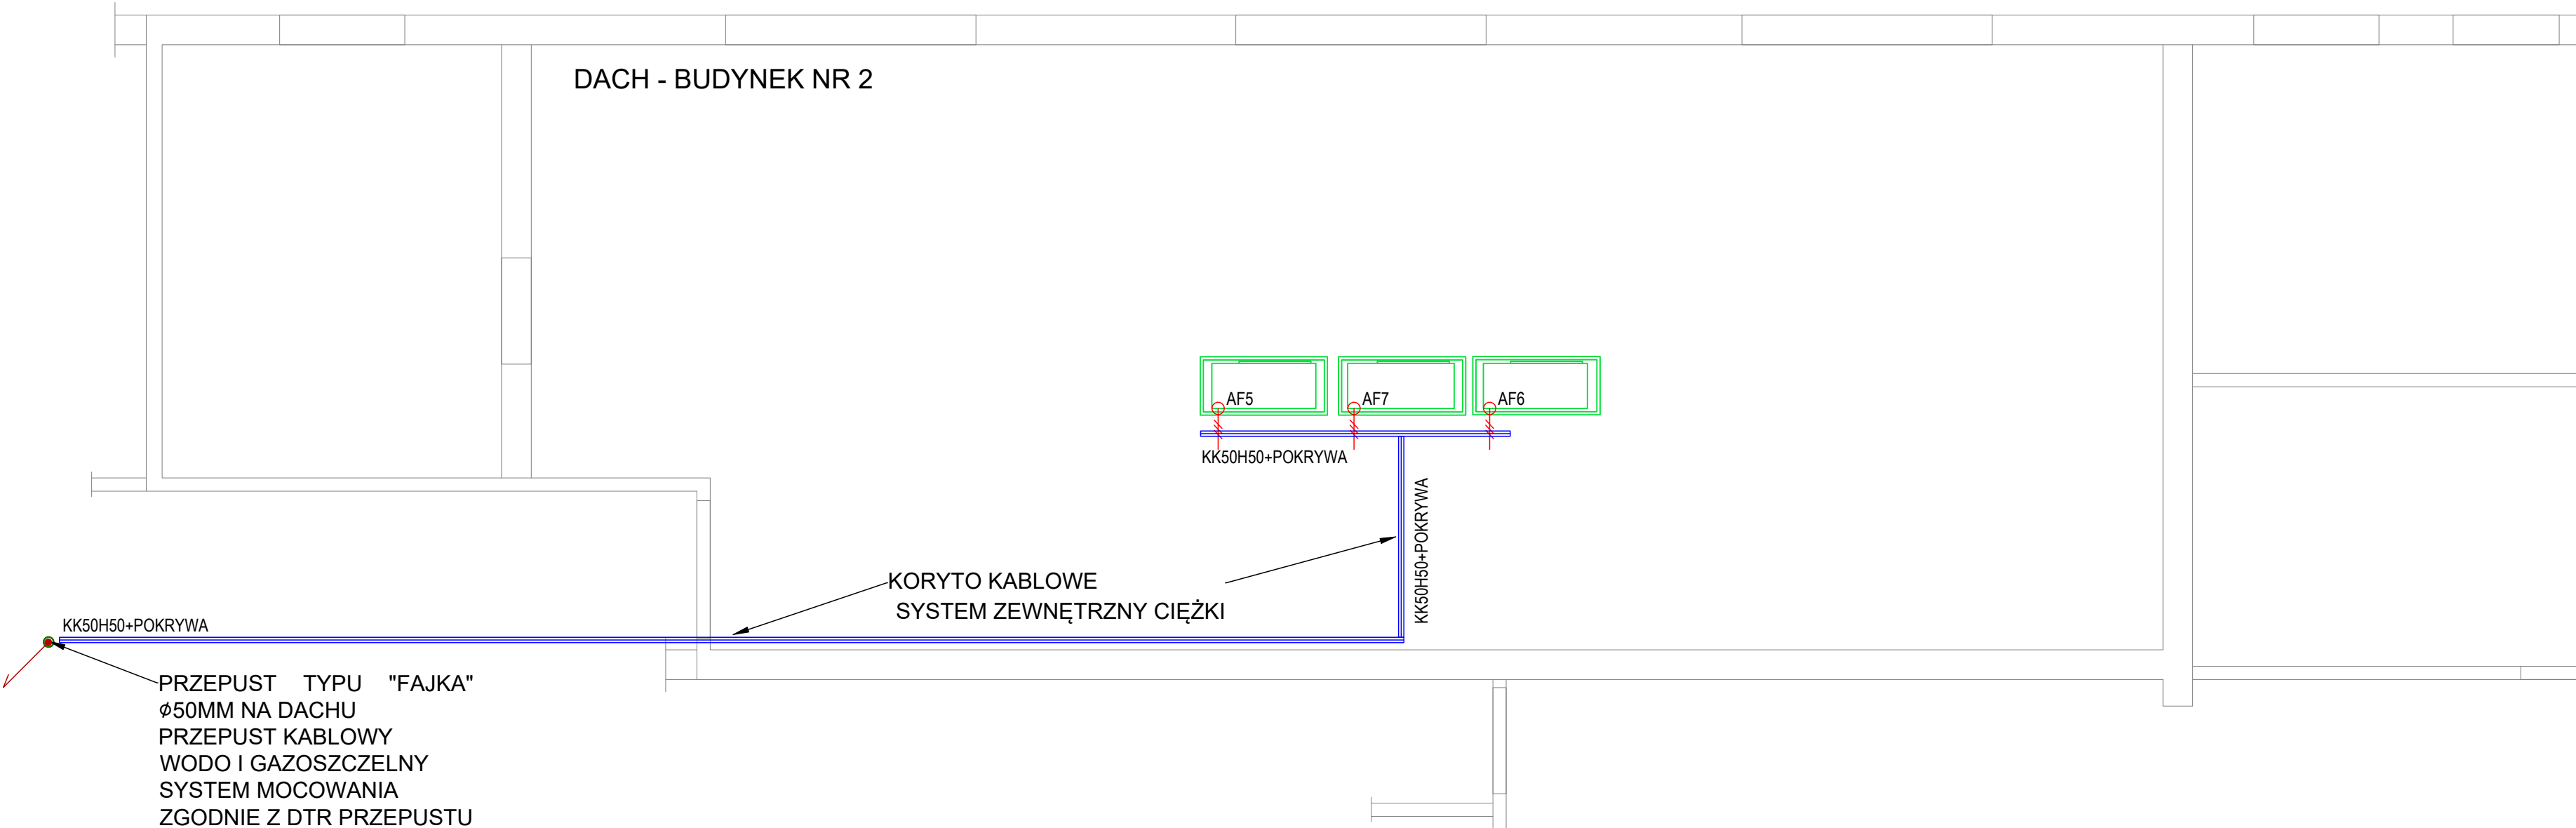 DACH - BUDYNEK NR 2
AF5
AF7
AF6
KK50H50+POKRYWA
KK50H50+POKRYWA
KORYTO KABLOWE
SYSTEM ZEWNĘTRZNY CIĘŻKI
KK50H50+POKRYWA
PRZEPUST TYPU "FAJKA"
⌀50MM NA DACHU
PRZEPUST KABLOWY
WODO I GAZOSZCZELNY
SYSTEM MOCOWANIA
ZGODNIE Z DTR PRZEPUSTU